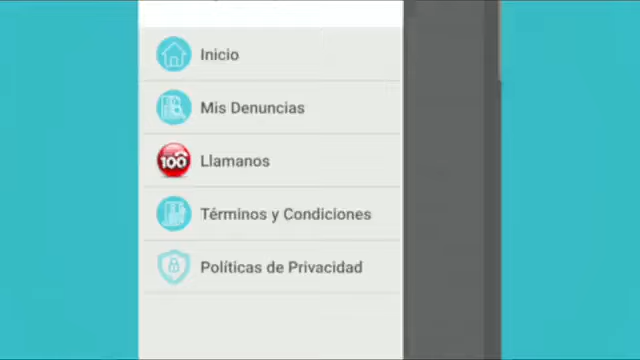 Inicio
Mis Denuncias
100
Llamanos
Términos y Condiciones
Políticas de Privacidad